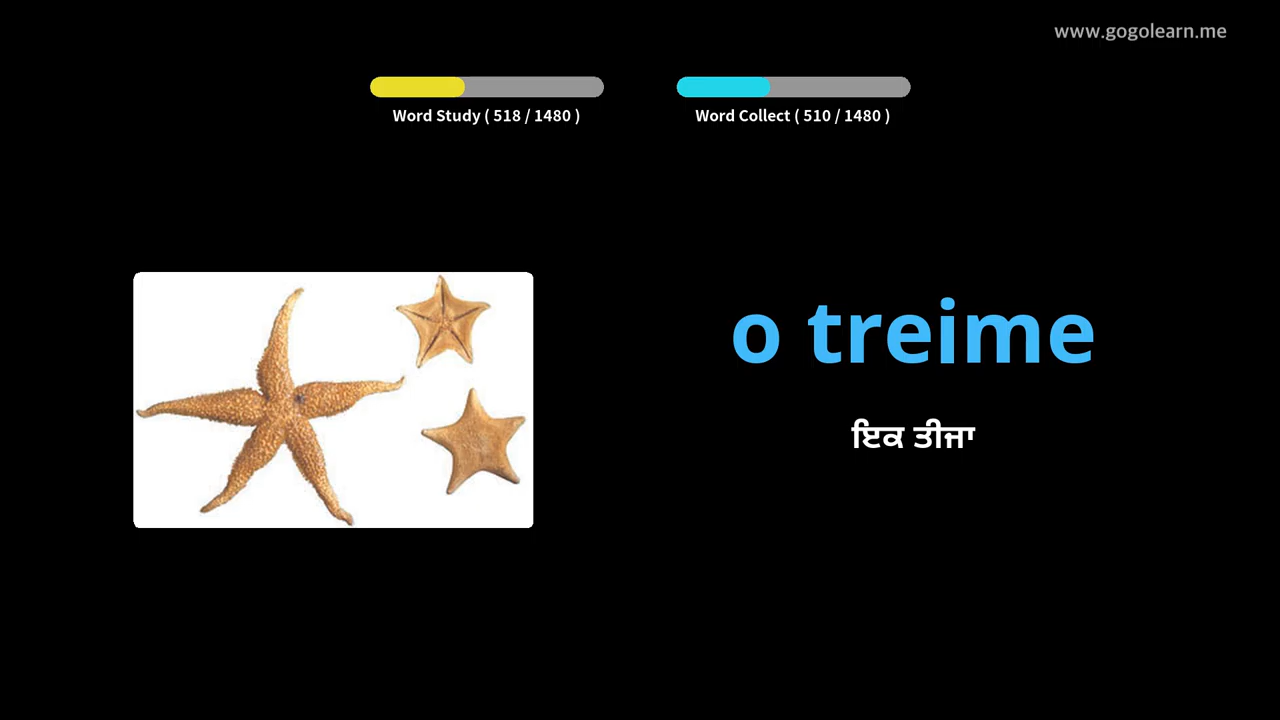 www.gogolearn.me
Word Study ( 518 / 1480 )
Word Collect ( 510 / 1480 )
o treime
ਇਕ ਤੀਜਾ